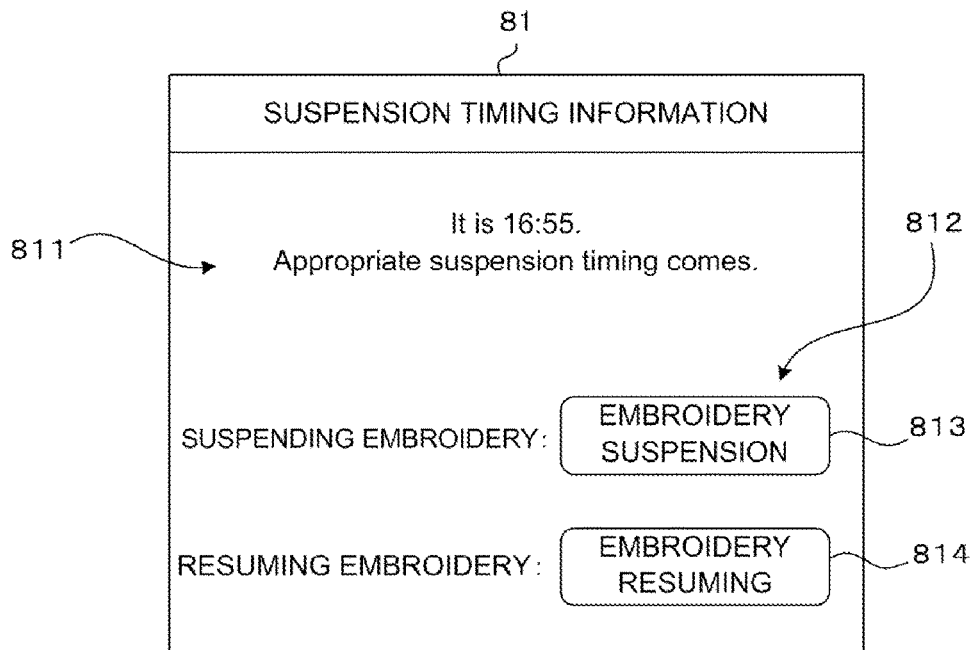 81
SUSPENSION TIMING INFORMATION
It is 16:55.
811
812
Appropriate suspension timing comes.
SUSPENDING EMBROIDERY:
EMBROIDERY
SUSPENSION
813
RESUMING EMBROIDERY:
EMBROIDERY
RESUMING
814